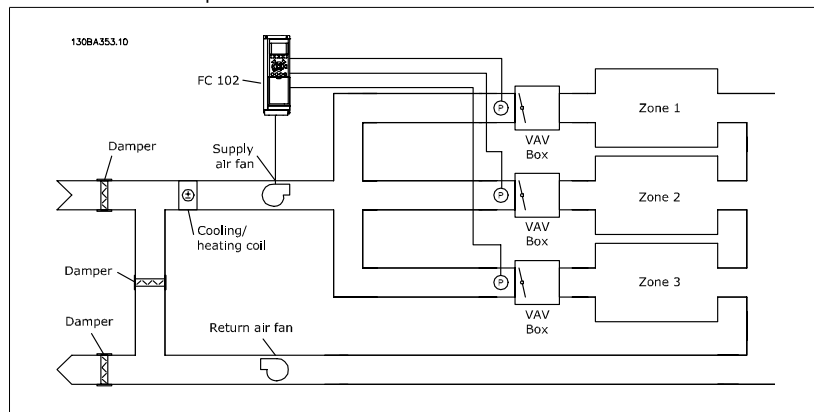 130BA353.10
FC 102
Damper
Supply
air fan
Cooling/
heating coil
Damper
Damper
Return air fan
P
VAV
Box
Zone 1
P
VAV
Box
Zone 2
P
VAV
Box
Zone 3